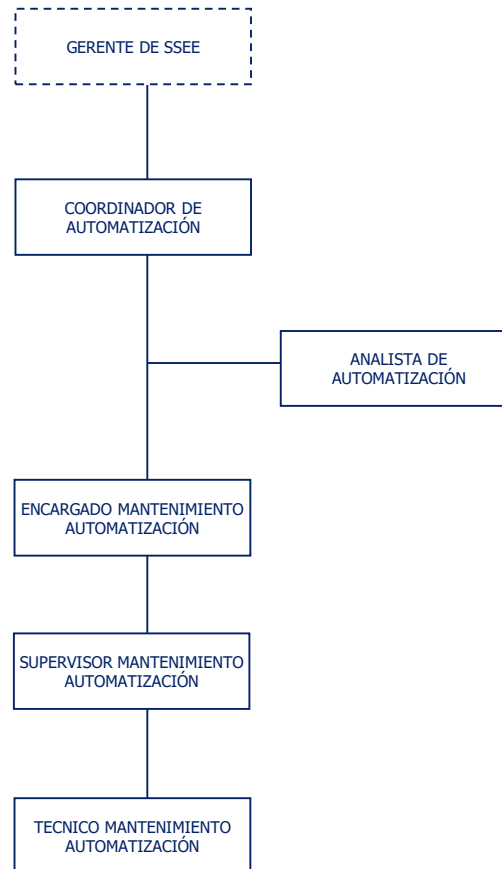 GERENTE DE SSEE
COORDINADOR DE
AUTOMATIZACIÓN
ANALISTA DE
AUTOMATIZACIÓN
ENCARGADO MANTENIMIENTO
AUTOMATIZACIÓN
SUPERVISOR MANTENIMIENTO
AUTOMATIZACIÓN
TECNICO MANTENIMIENTO
AUTOMATIZACIÓN